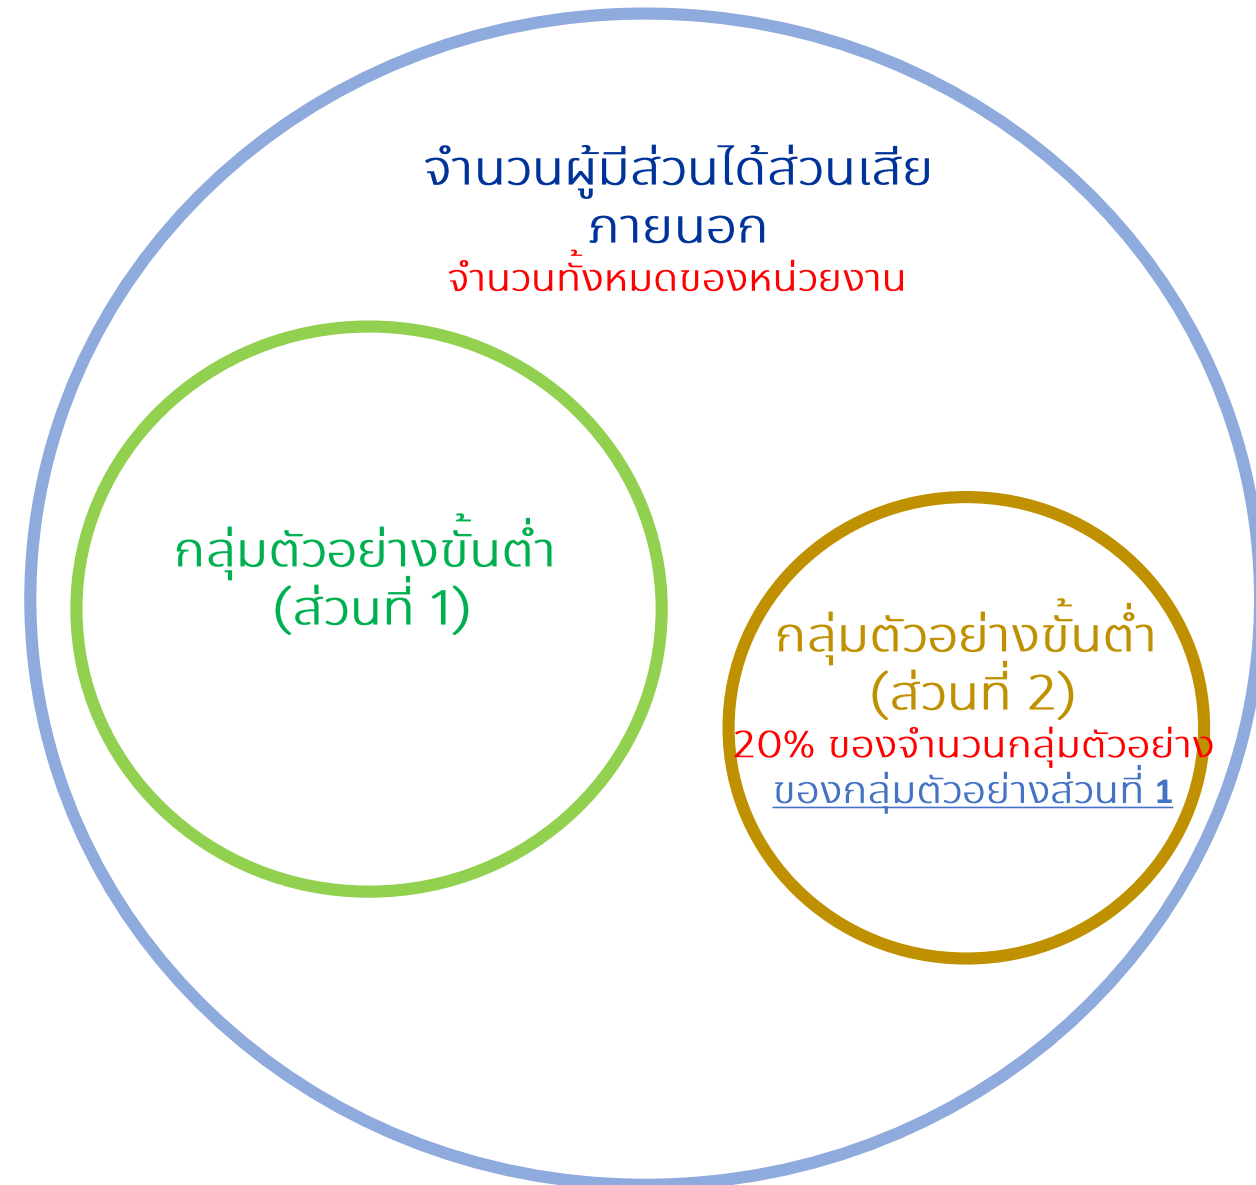 จำนวนผู้มีส่วนได้ส่วนเสีย
ภายนอก
จำนวนทั้งหมดของหน่วยงาน
กลุ่มตัวอย่างขั้นต่ำ
(ส่วนที่ 1)
กลุ่มตัวอย่างขั้นต่ำ
(ส่วนที่ 2)
20% ของจำนวนกลุ่มตัวอย่าง
ของกลุ่มตัวอย่างส่วนที่ 1